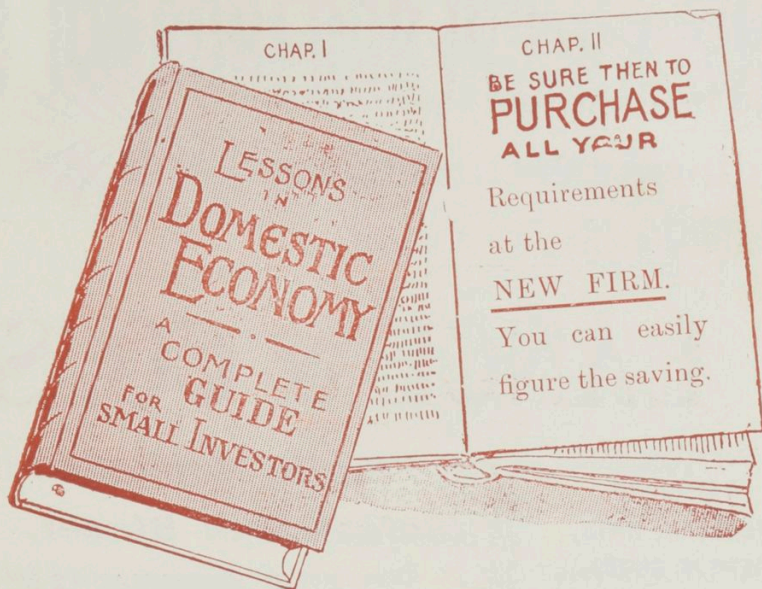 LESSONS
IN
DOMESTIC
ECONOMY
A
COMPLETE
GUIDE
FOR
SMALL INVESTORS
CHAP. I
CHAP. II
BE SURE THEN TO
PURCHASE
ALL YOUR
Requirements
at the
NEW FIRM.
You can easily
figure the saving.